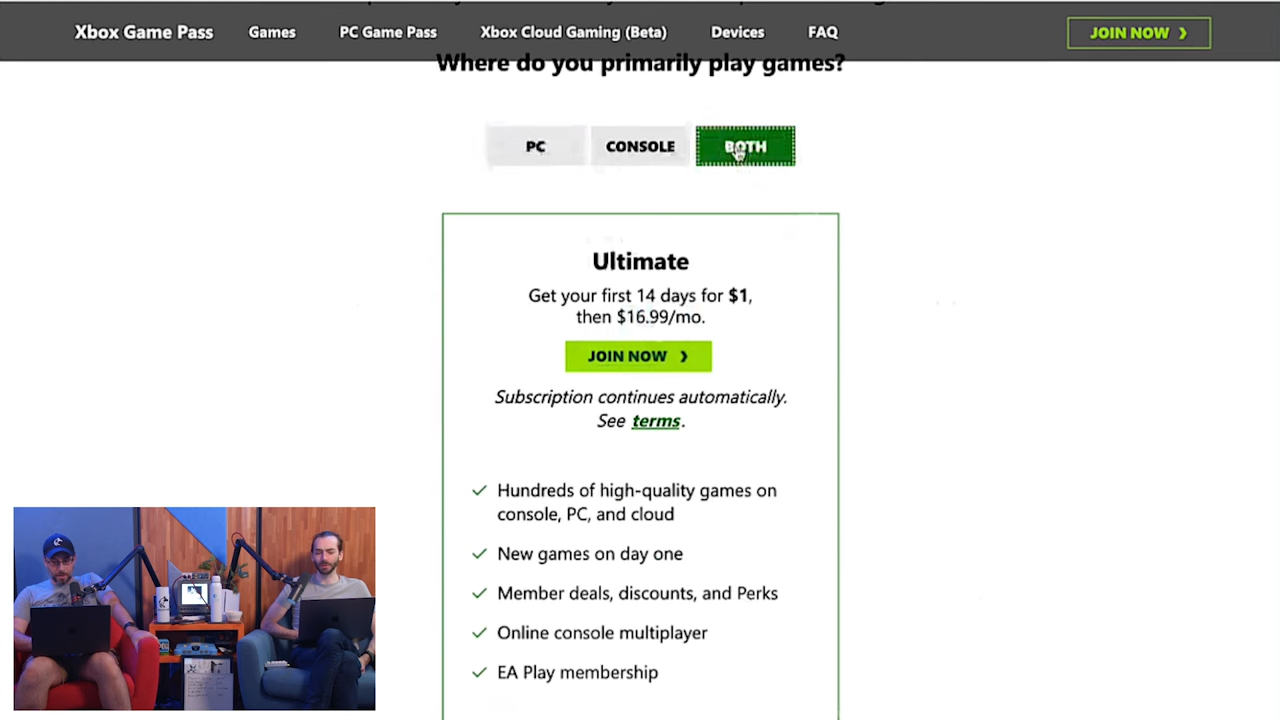 Xbox Game Pass Games PC Game Pass Xbox Cloud Gaming (Beta) Devices FAQ JOIN NOW
Where do you primarily play games?
PC CONSOLE BOTH
Ultimate
Get your first 14 days for $1,
then $16.99/mo.
JOIN NOW
Subscription continues automatically.
See terms.
Hundreds of high-quality games on
console, PC, and cloud
New games on day one
Member deals, discounts, and Perks
Online console multiplayer
EA Play membership